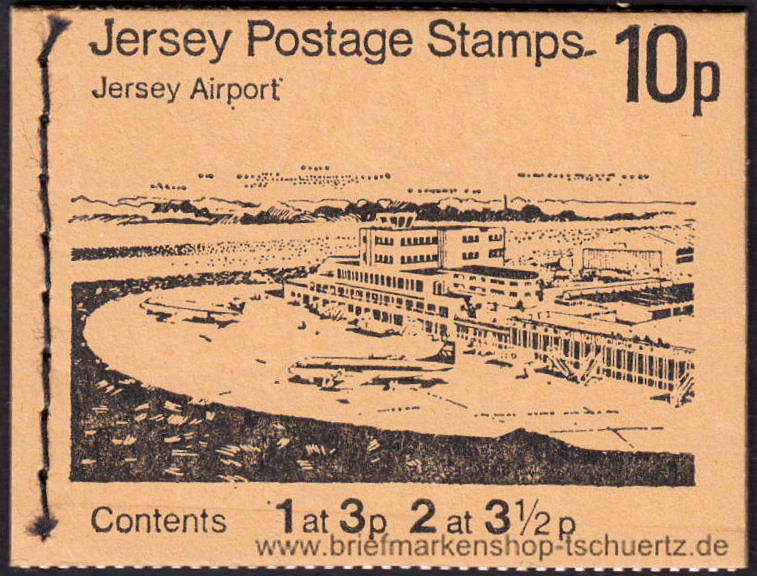 Jersey Postage Stamps 10p
Jersey Airport
Contents 1 at 3p 2 at 3½p
www.briefmarkenshop-tschuertz.de